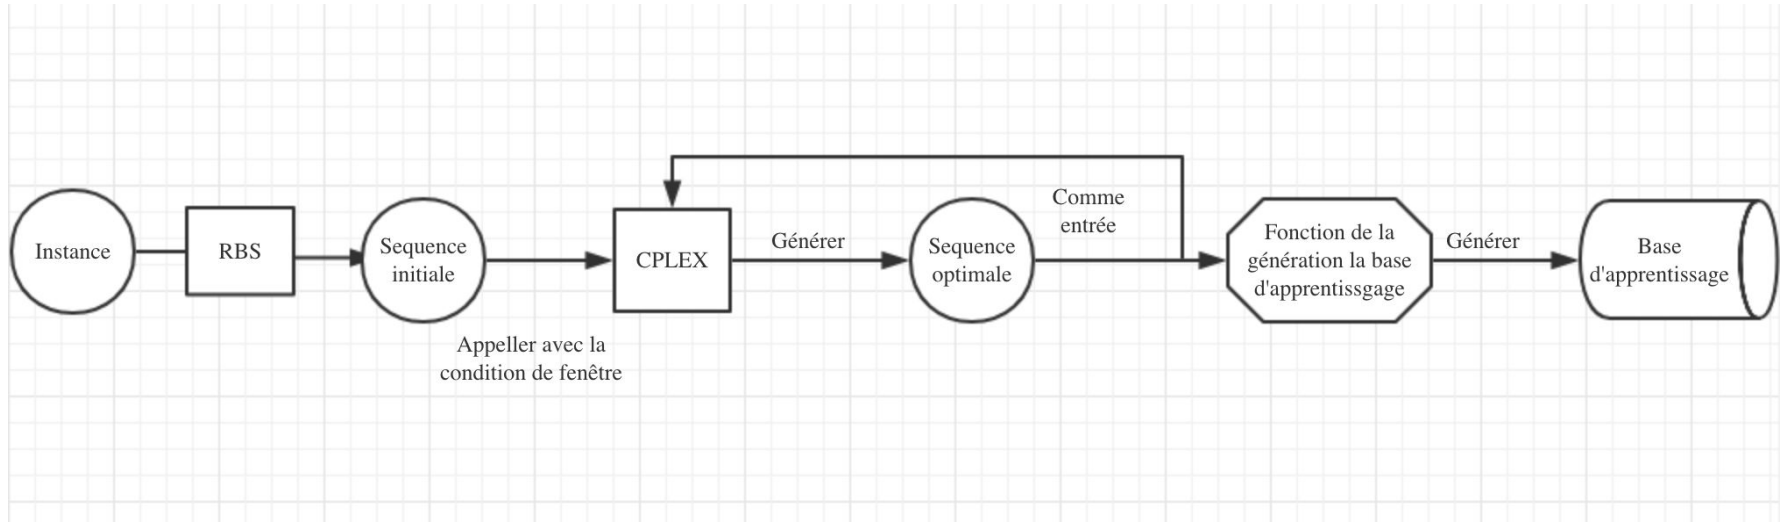 Instance
RBS
Sequence
initiale
Appeller avec la
condition de fenêtre
CPLEX
Générer
Sequence
optimale
Comme
entrée
Fonction de la
génération la base
d'apprentissgage
Générer
Base
d'apprentissage